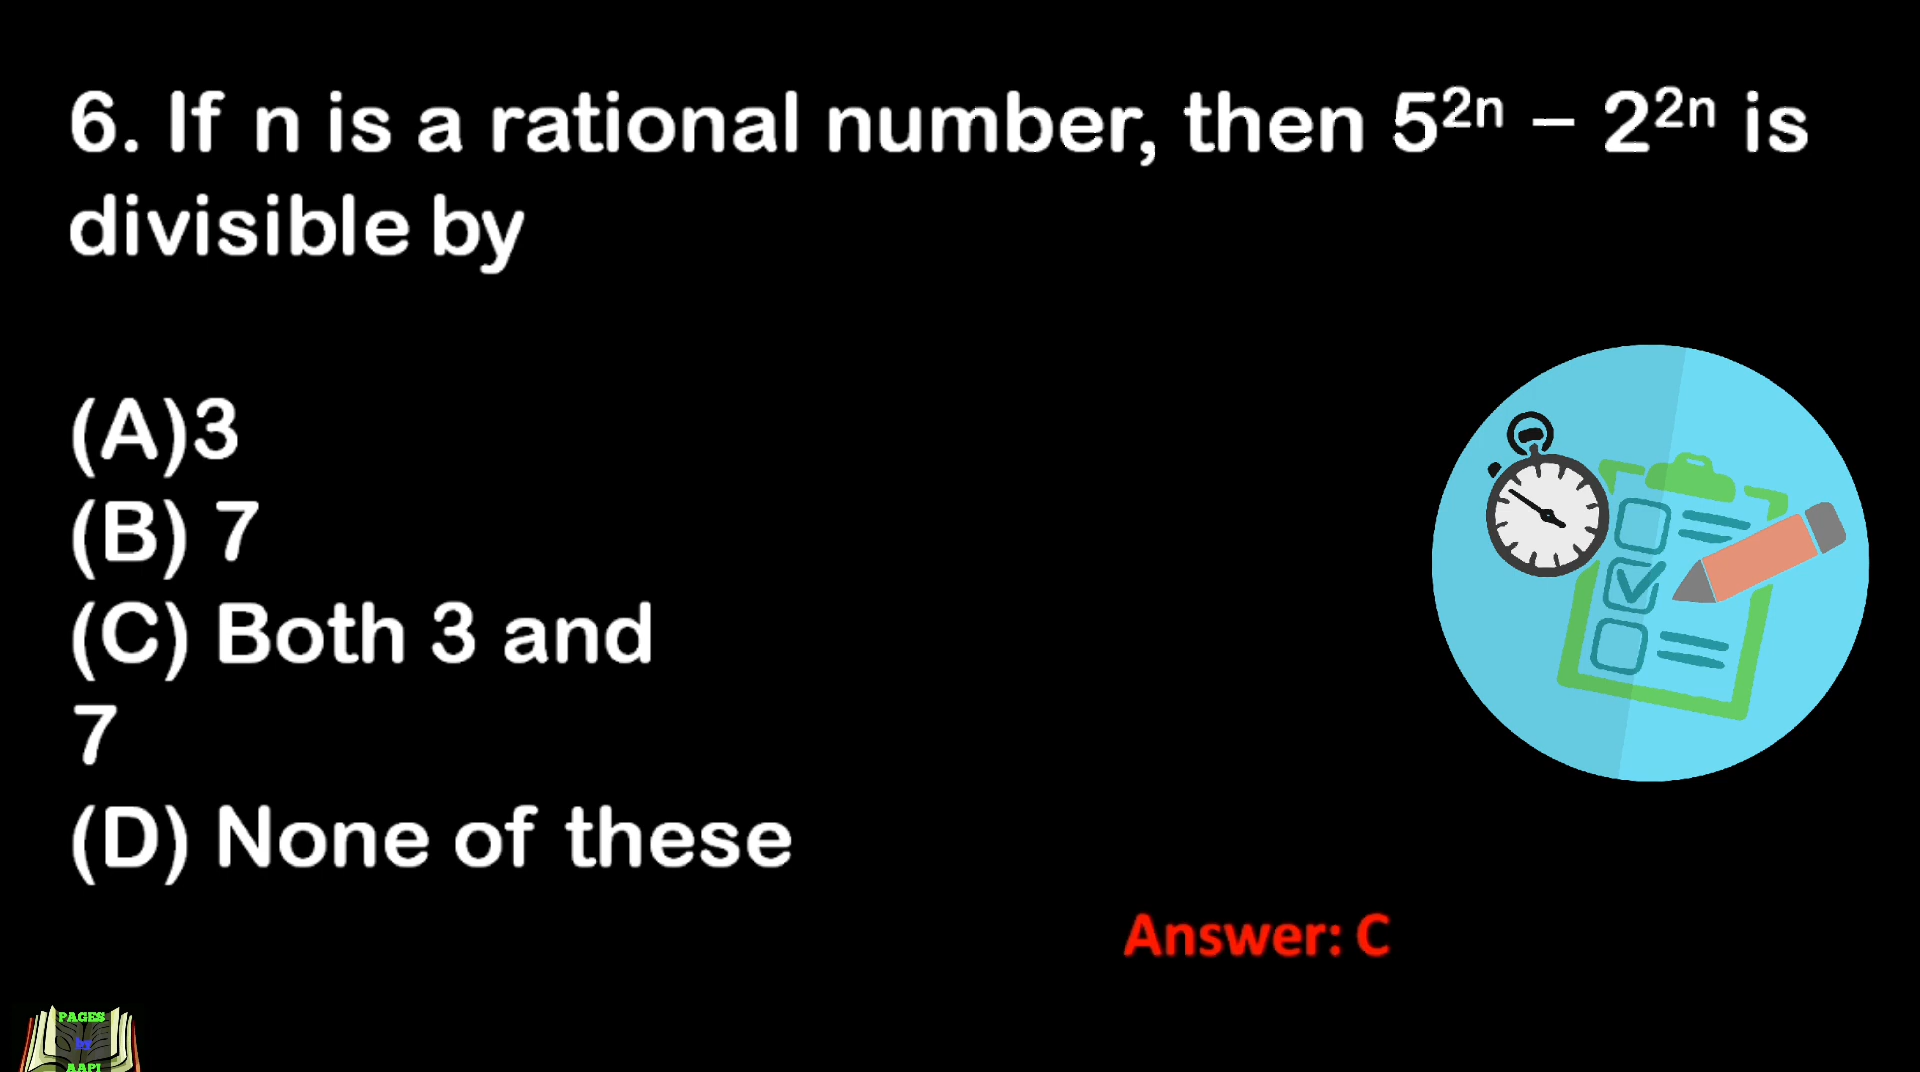 6. If n is a rational number, then 5²ⁿ – 2²ⁿ is
divisible by
(A)3
(B) 7
(C) Both 3 and
7
(D) None of these
Answer: C
PAGES
by
AAPI